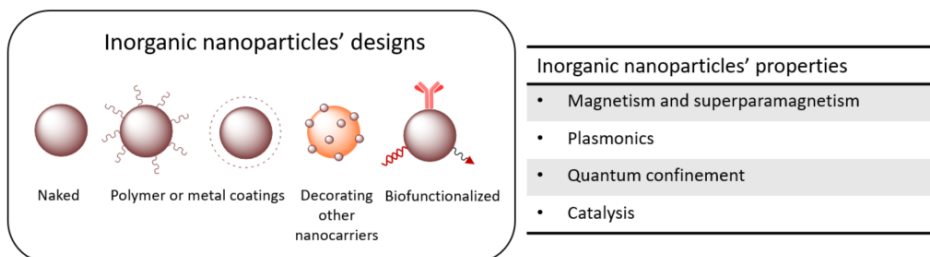 Inorganic nanoparticles’ designs
Naked
Polymer or metal coatings
Decorating
other
nanocarriers
Biofunctionalized
Inorganic nanoparticles’ properties
• Magnetism and superparamagnetism
• Plasmonics
• Quantum confinement
• Catalysis